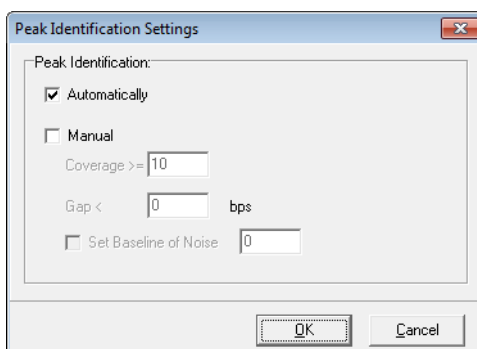 Peak Identification Settings
Peak Identification:
Automatically
Manual
Coverage >= 10
Gap < 0 bps
Set Baseline of Noise 0
OK Cancel